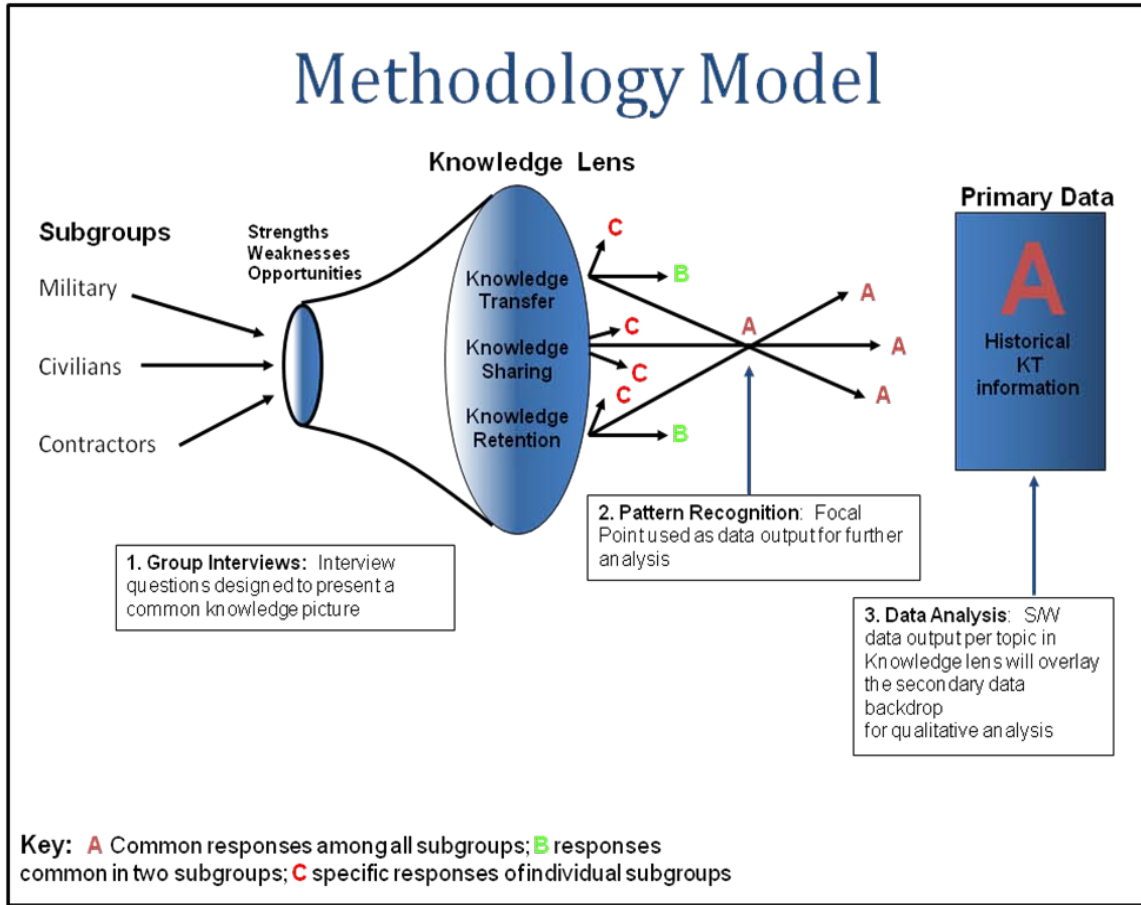 Methodology Model
Knowledge Lens
Primary Data
Subgroups
Military
Civilians
Contractors
Strengths
Weaknesses
Opportunities
Knowledge
Transfer
Knowledge
Sharing
Knowledge
Retention
C
B
C
C
C
B
A
A
A
A
A
Historical
KT
information
1. Group Interviews: Interview
questions designed to present a
common knowledge picture
2. Pattern Recognition: Focal
Point used as data output for further
analysis
3. Data Analysis: S/W
data output per topic in
Knowledge lens will overlay
the secondary data
backdrop
for qualitative analysis
Key: A Common responses among all subgroups; B responses
common in two subgroups; C specific responses of individual subgroups